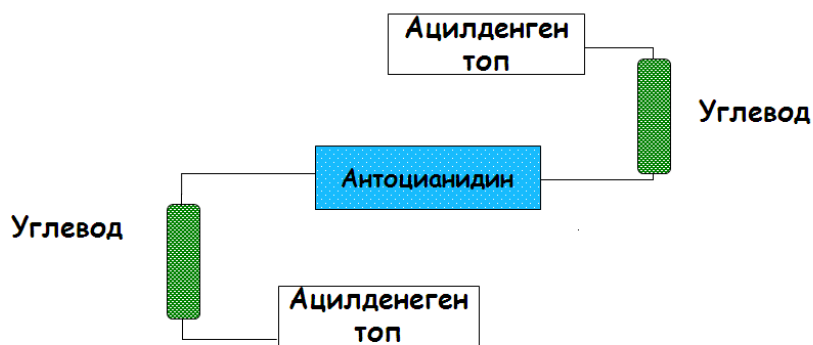 Ацилденген
топ
Углевод
Антоцианидин
Углевод
Ацилденеген
топ